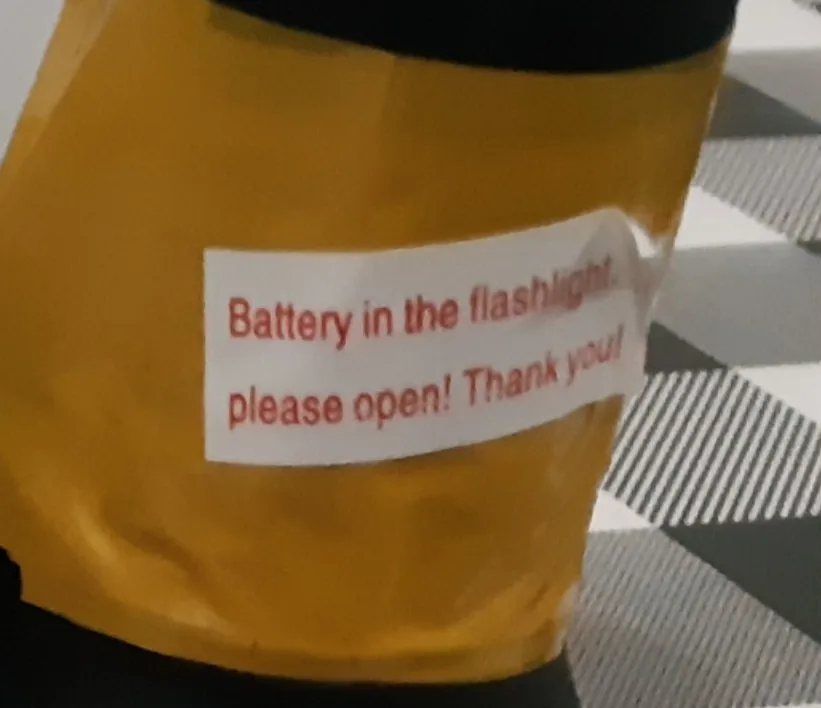 Battery in the flashlight.
please open! Thank you!